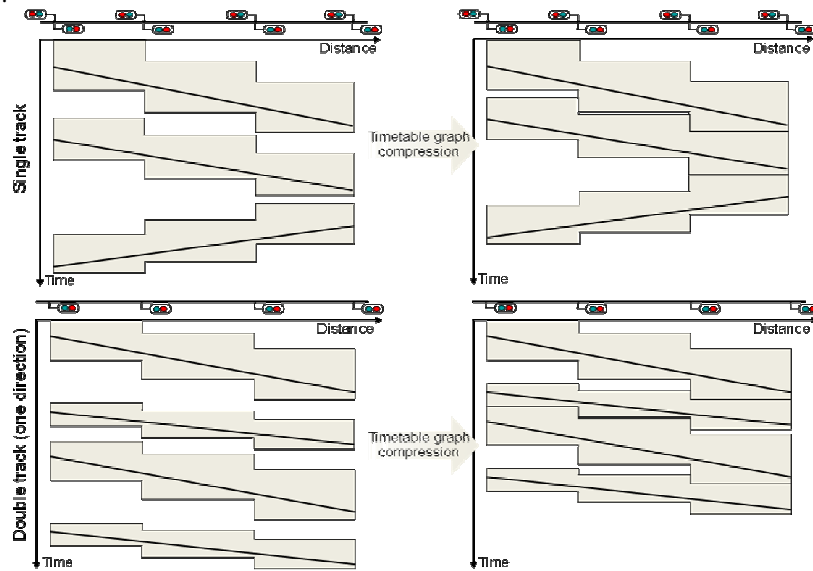 Distance
Distance
Single track
Timetable graph
compression
Time
Time
Distance
Distance
Double track (one direction)
Timetable graph
compression
Time
Time